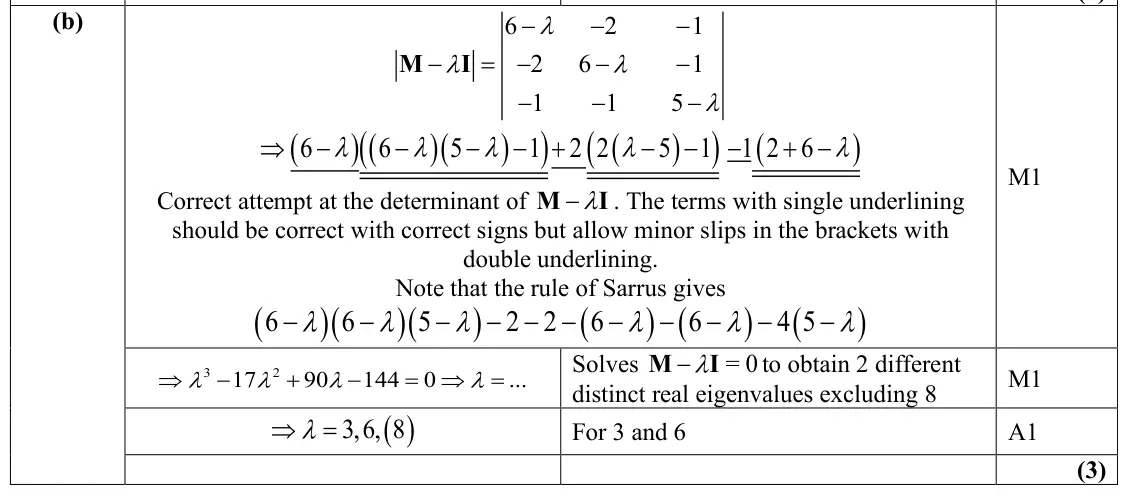 (b)
|M − λI| = |6 − λ −2 −1|
|−2 6 − λ −1|
|−1 −1 5 − λ|
⇒ (6 − λ)((6 − λ)(5 − λ) − 1) + 2(2(λ − 5) − 1) − 1(2 + 6 − λ)
M1
Correct attempt at the determinant of M − λI . The terms with single underlining
should be correct with correct signs but allow minor slips in the brackets with
double underlining.
Note that the rule of Sarrus gives
(6 − λ)(6 − λ)(5 − λ) − 2 − 2 − (6 − λ) − (6 − λ) − 4(5 − λ)
⇒ λ³ − 17λ² + 90λ − 144 = 0 ⇒ λ = ...
Solves M − λI = 0 to obtain 2 different
distinct real eigenvalues excluding 8
M1
⇒ λ = 3, 6, (8)
For 3 and 6
A1
(3)